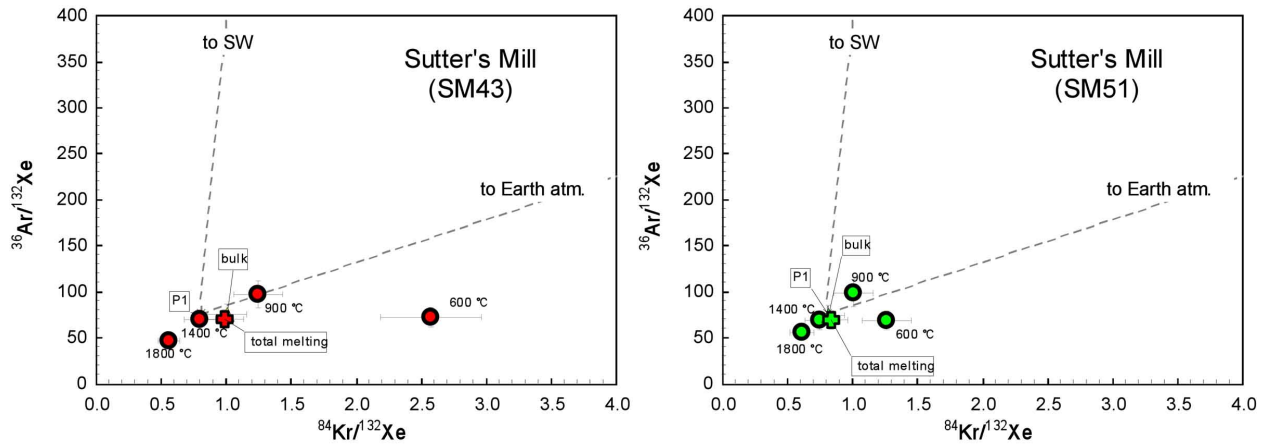 400
350
300
250
200
150
100
50
0
³⁶Ar/¹³²Xe
to SW
Sutter's Mill
(SM43)
to Earth atm.
bulk
P1
900 °C
600 °C
1400 °C
total melting
1800 °C
0.0 0.5 1.0 1.5 2.0 2.5 3.0 3.5 4.0
⁸⁴Kr/¹³²Xe
400
350
300
250
200
150
100
50
0
³⁶Ar/¹³²Xe
to SW
Sutter's Mill
(SM51)
to Earth atm.
bulk
P1
900 °C
1400 °C
600 °C
1800 °C
total melting
0.0 0.5 1.0 1.5 2.0 2.5 3.0 3.5 4.0
⁸⁴Kr/¹³²Xe